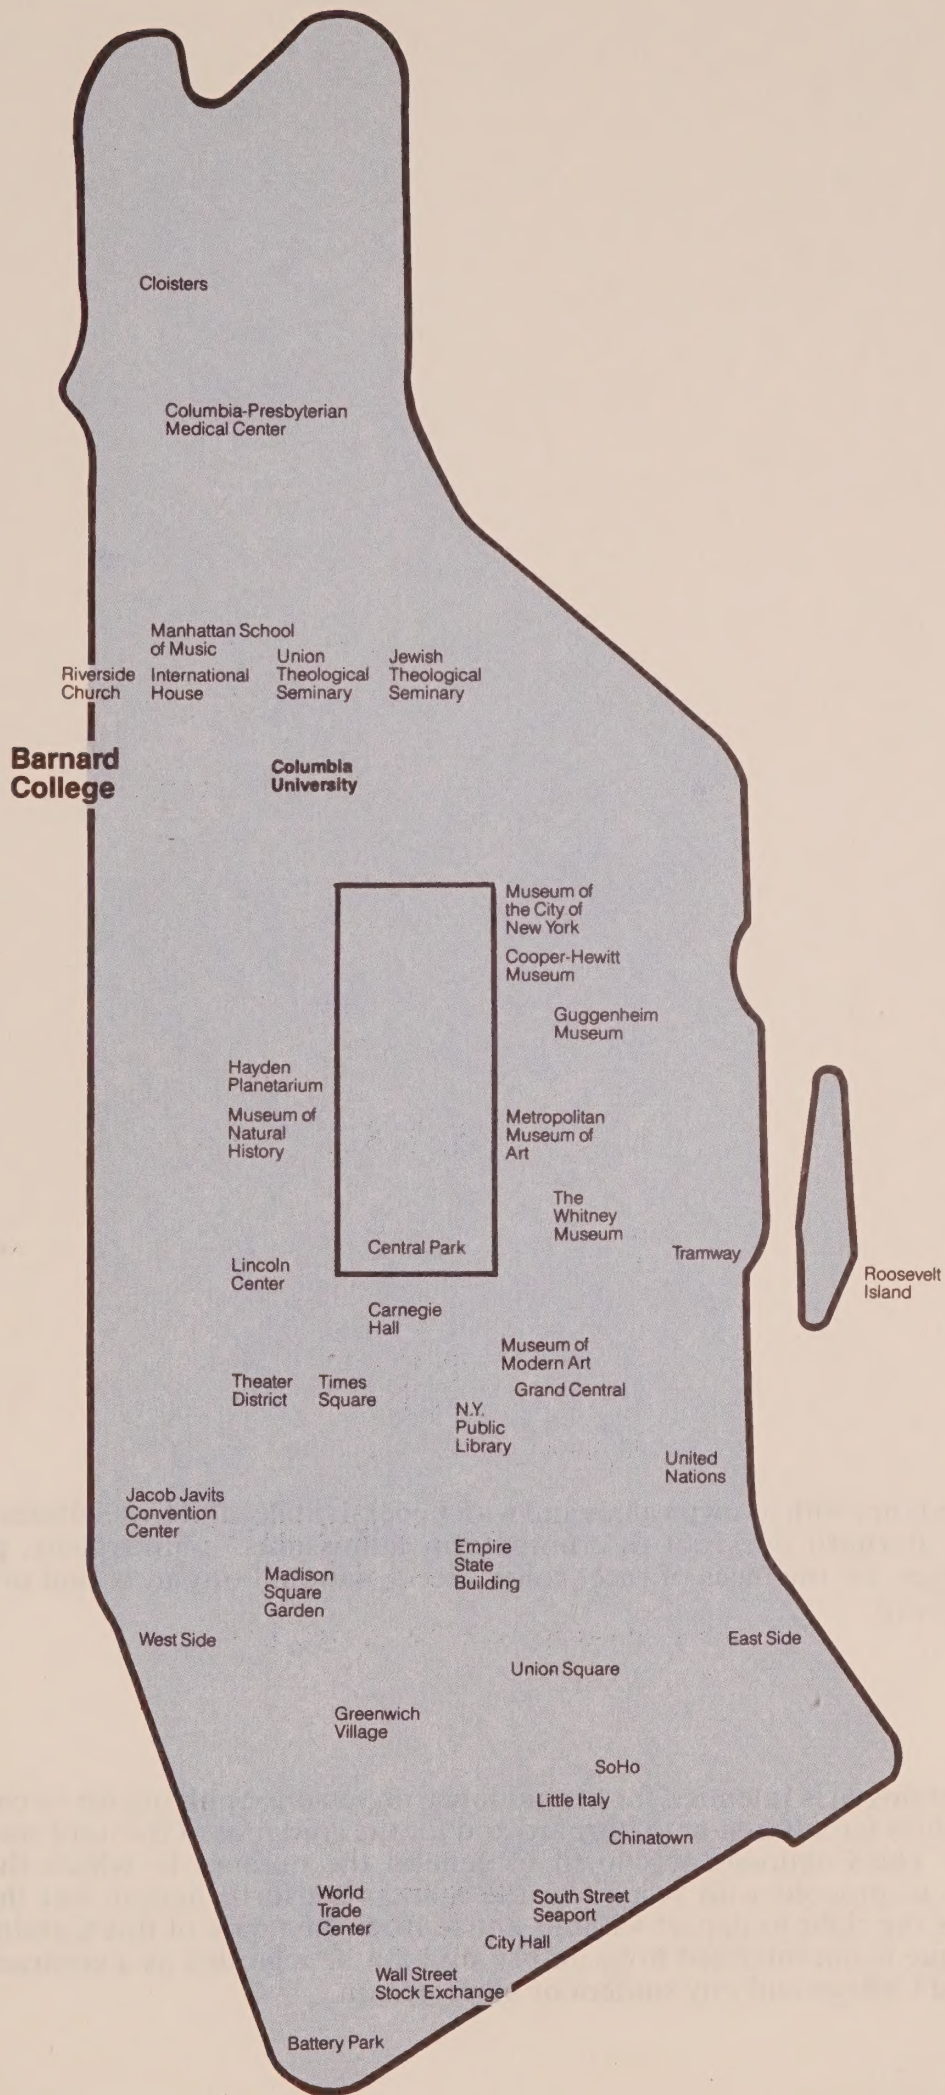 Cloisters
Columbia-Presbyterian
Medical Center
Manhattan School
of Music
Riverside
Church
International
House
Union
Theological
Seminary
Jewish
Theological
Seminary
Barnard
College
Columbia
University
Museum of
the City of
New York
Cooper-Hewitt
Museum
Guggenheim
Museum
Hayden
Planetarium
Museum of
Natural
History
Metropolitan
Museum of
Art
The
Whitney
Museum
Central Park
Tramway
Lincoln
Center
Roosevelt
Island
Carnegie
Hall
Museum of
Modern Art
Theater
District
Times
Square
Grand Central
N.Y.
Public
Library
United
Nations
Jacob Javits
Convention
Center
Empire
State
Building
Madison
Square
Garden
West Side
East Side
Union Square
Greenwich
Village
SoHo
Little Italy
Chinatown
World
Trade
Center
South Street
Seaport
City Hall
Wall Street
Stock Exchange
Battery Park